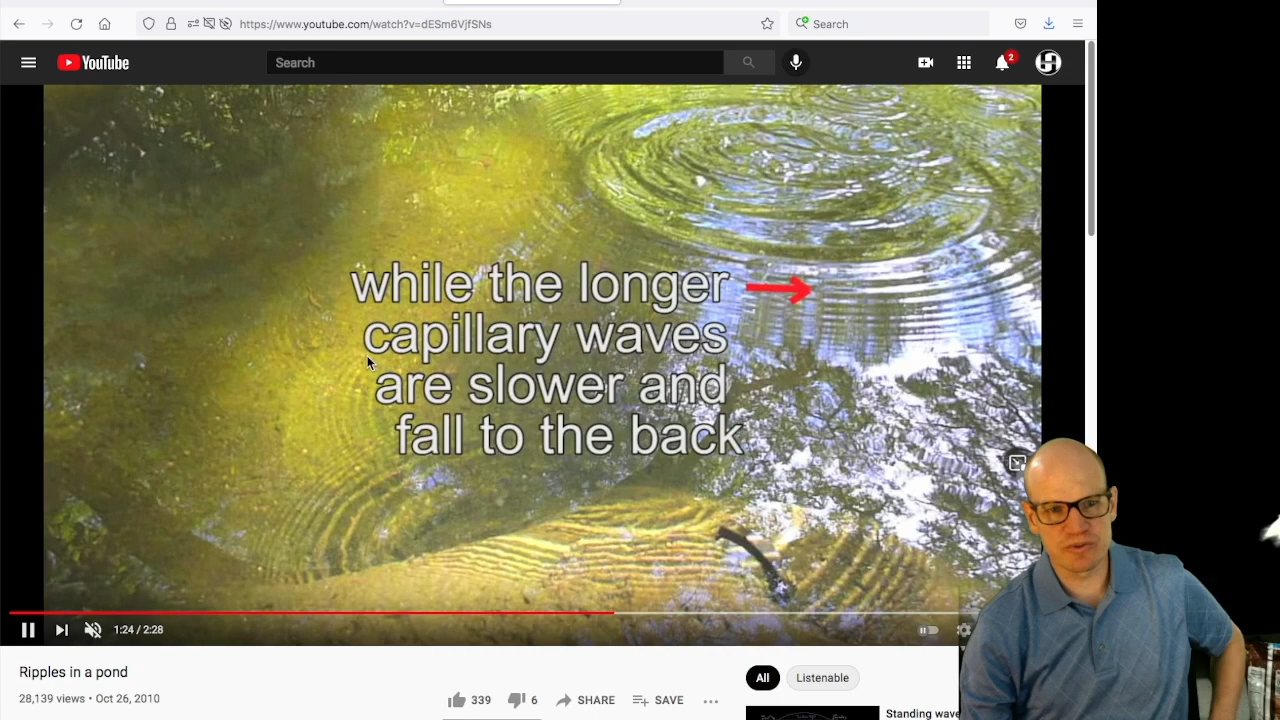 https://www.youtube.com/watch?v=dESm6VjfSNs
Search
YouTube
Search
2
while the longer
capillary waves
are slower and
fall to the back
1:24 / 2:28
Ripples in a pond
28,139 views • Oct 26, 2010
339
6
SHARE
SAVE
All
Listenable
Standing wave